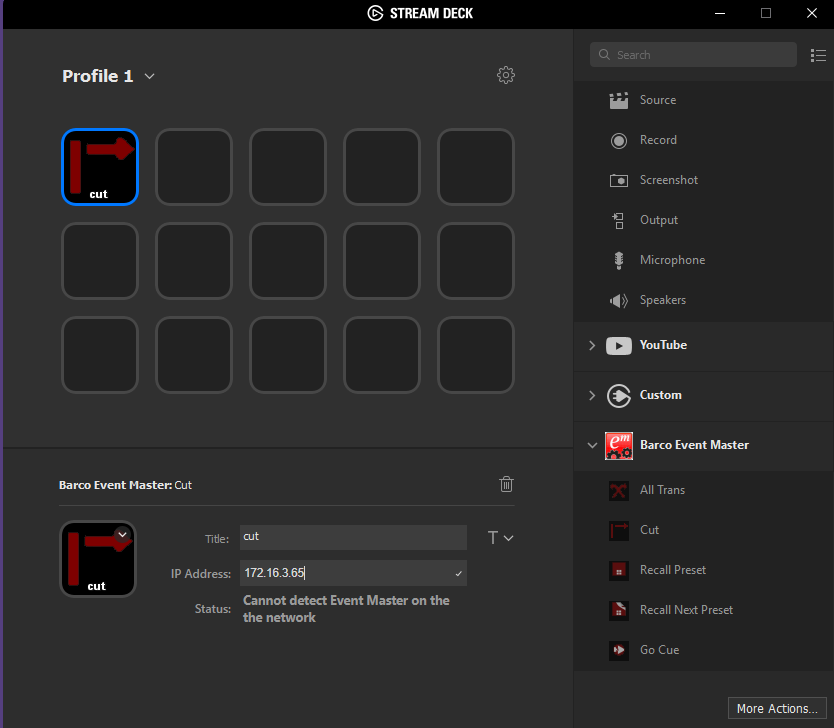 STREAM DECK
Profile 1
cut
Search
Source
Record
Screenshot
Output
Microphone
Speakers
YouTube
Custom
em
Barco Event Master
All Trans
Cut
Recall Preset
Recall Next Preset
Go Cue
More Actions...
Barco Event Master: Cut
cut
Title:
cut
T
IP Address:
172.16.3.65
Status:
Cannot detect Event Master on the
the network